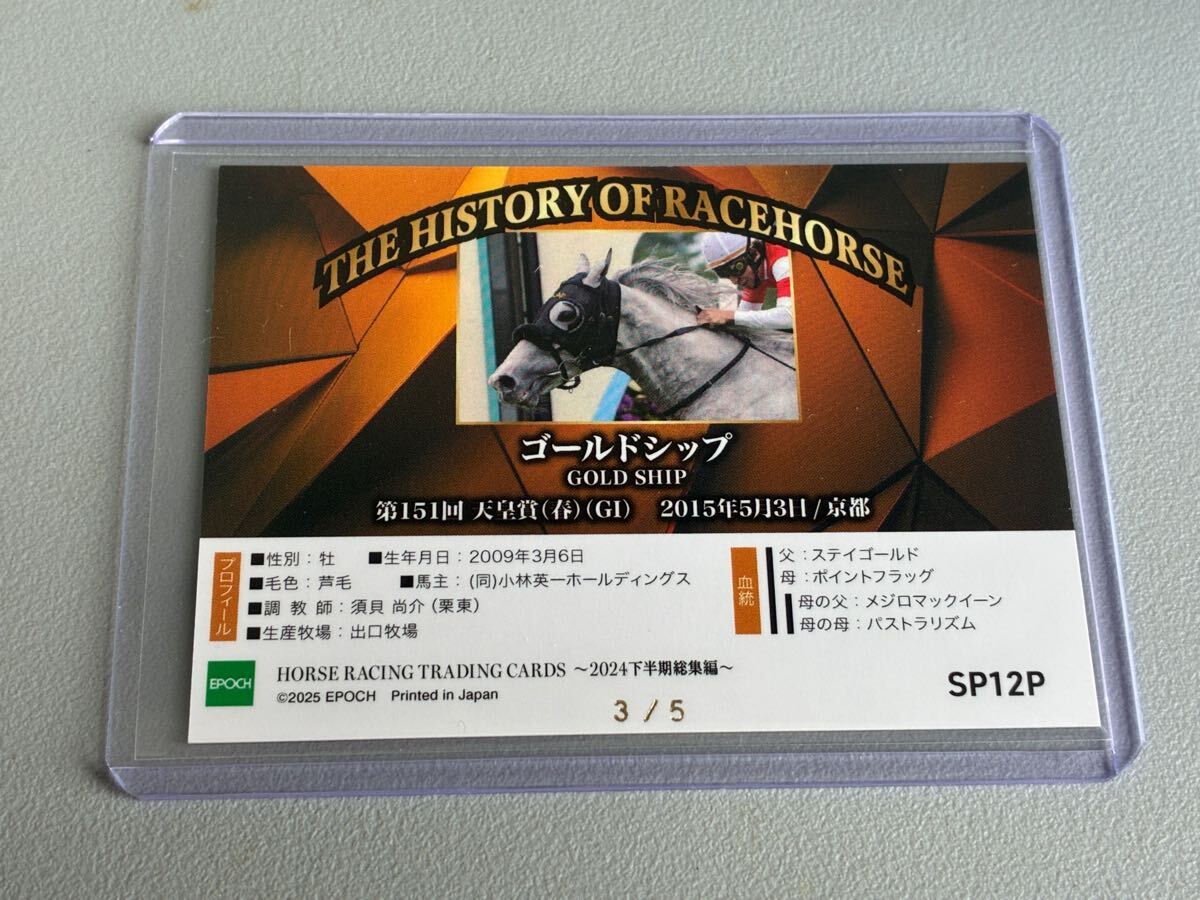 THE HISTORY OF RACEHORSE
ゴールドシップ
GOLD SHIP
第151回 天皇賞（春）（GI） 2015年5月3日 / 京都
プロフィール
■性別：牡 ■生年月日：2009年3月6日
■毛色：芦毛 ■馬主：（同）小林英一ホールディングス
■調 教 師：須貝 尚介（栗東）
■生産牧場：出口牧場
血統
父：ステイゴールド
母：ポイントフラッグ
母の父：メジロマックイーン
母の母：パストラリズム
EPOCH
HORSE RACING TRADING CARDS ～2024下半期総集編～
©2025 EPOCH Printed in Japan
3 / 5
SP12P